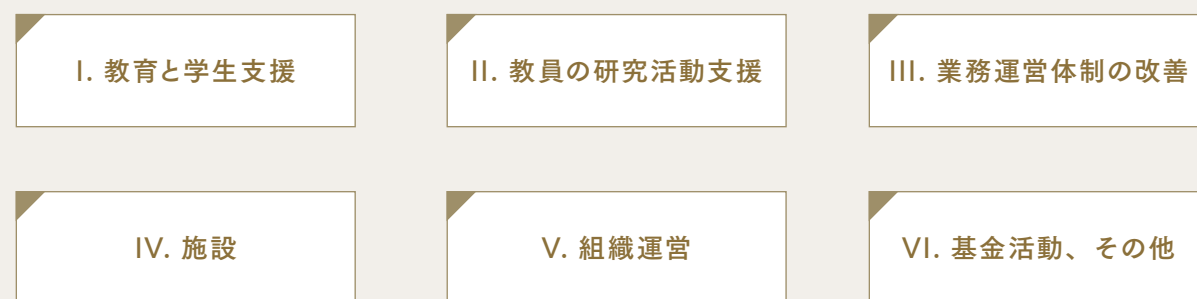 I. 教育と学生支援
II. 教員の研究活動支援
III. 業務運営体制の改善
IV. 施設
V. 組織運営
VI. 基金活動、その他